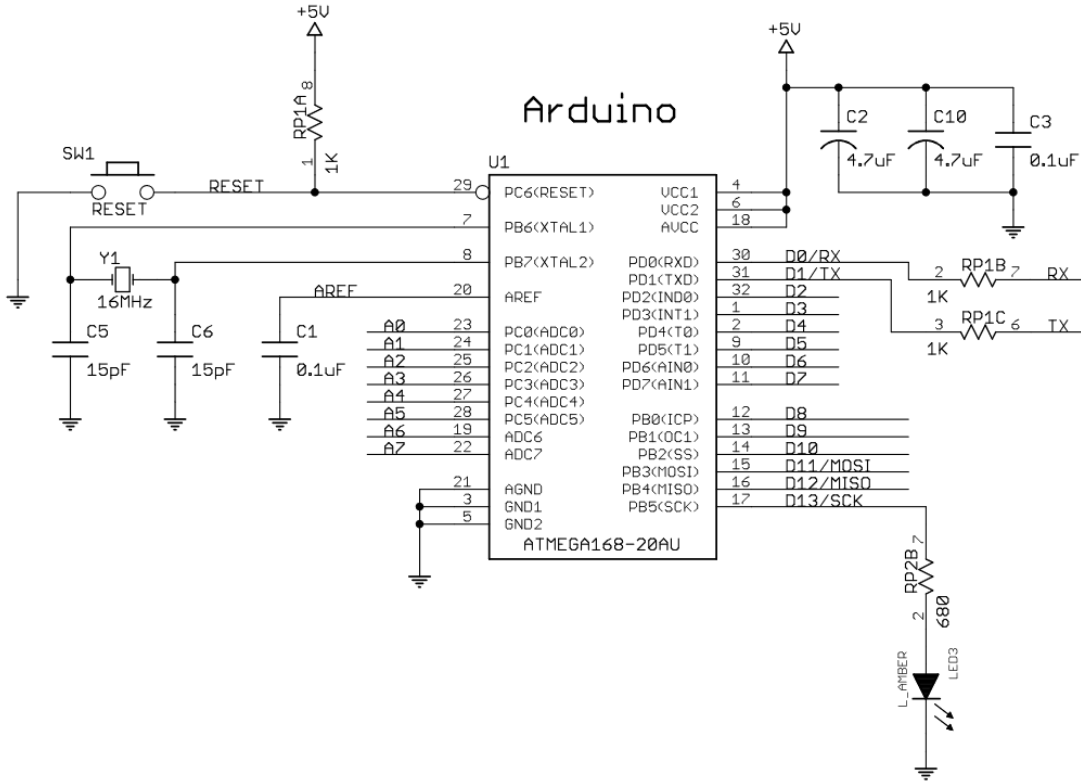 +5V
+5V
RP1A
8
1
1K
Arduino
C2
4.7uF
C10
4.7uF
C3
0.1uF
SW1
RESET
RESET
U1
29 PC6(RESET)
7 PB6(XTAL1)
8 PB7(XTAL2)
20 AREF
23 PC0(ADC0)
24 PC1(ADC1)
25 PC2(ADC2)
26 PC3(ADC3)
27 PC4(ADC4)
28 PC5(ADC5)
19 ADC6
22 ADC7
21 AGND
3 GND1
5 GND2
VCC1 4
VCC2 6
AVCC 18
PD0(RXD) 30 D0/RX
PD1(TXD) 31 D1/TX
PD2(IND0) 32 D2
PD3(INT1) 1 D3
PD4(T0) 2 D4
PD5(T1) 9 D5
PD6(AIN0) 10 D6
PD7(AIN1) 11 D7
PB0(ICP) 12 D8
PB1(OC1) 13 D9
PB2(SS) 14 D10
PB3(MOSI) 15 D11/MOSI
PB4(MISO) 16 D12/MISO
PB5(SCK) 17 D13/SCK
ATMEGA168-20AU
Y1
16MHz
AREF
C5
15pF
C6
15pF
C1
0.1uF
A0
A1
A2
A3
A4
A5
A6
A7
2 RP1B 7 RX
1K
3 RP1C 6 TX
1K
7
RP2B
2
680
L_AMBER
LED3